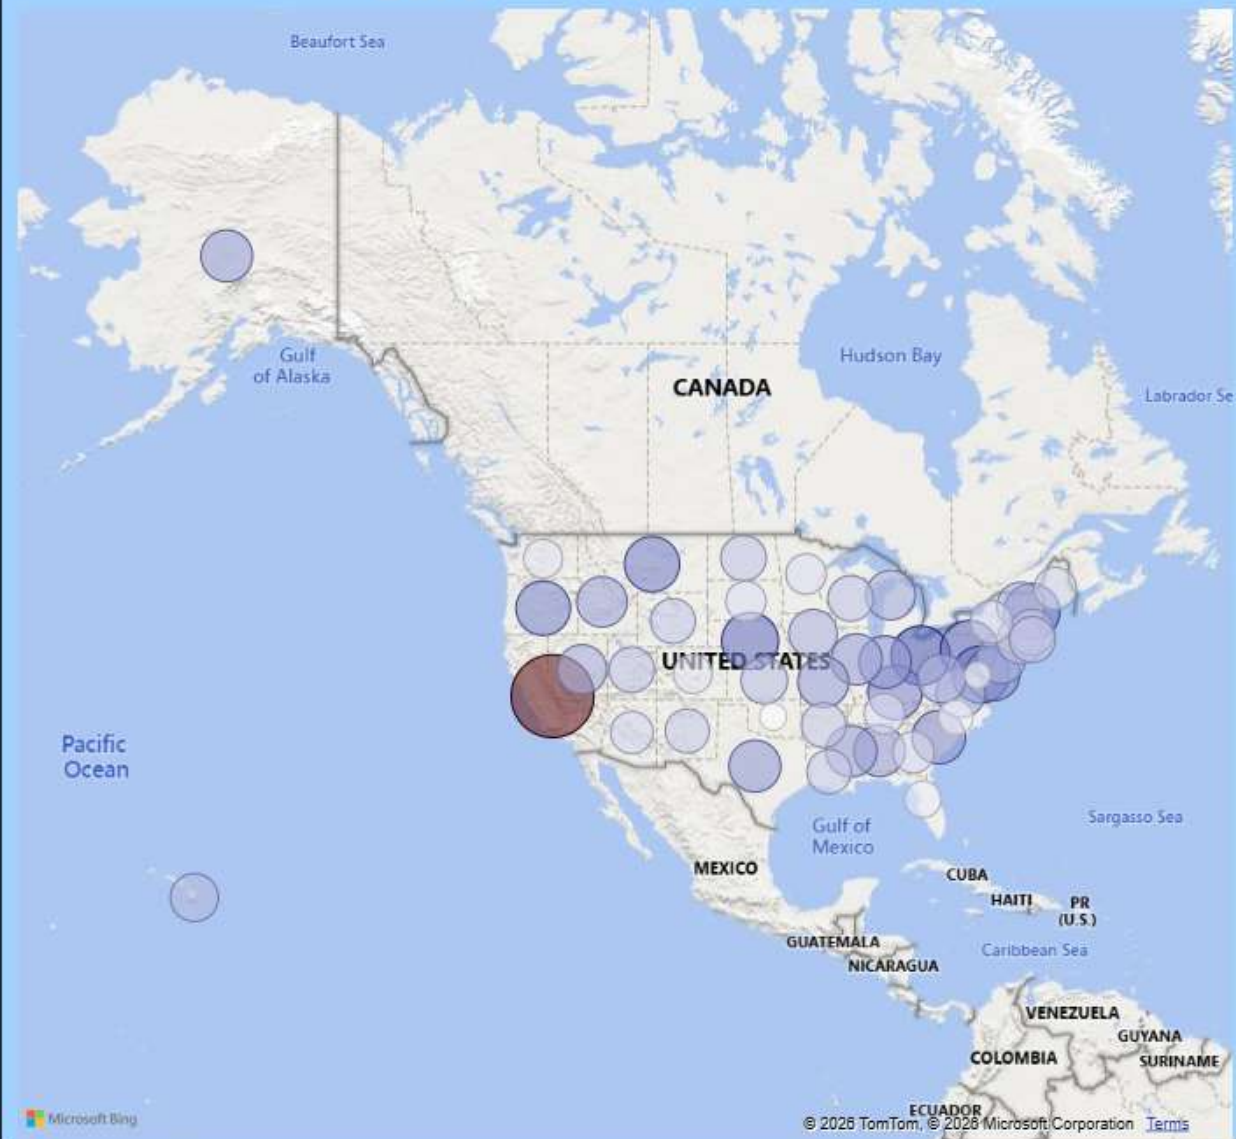 Beaufort Sea
Gulf
of Alaska
Hudson Bay
CANADA
Labrador Se
UNITED STATES
Pacific
Ocean
Gulf of
Mexico
Sargasso Sea
MEXICO
CUBA
HAITI
PR
(U.S.)
GUATEMALA
Caribbean Sea
NICARAGUA
VENEZUELA
GUYANA
COLOMBIA
SURINAME
ECUADOR
Microsoft Bing
© 2026 TomTom, © 2026 Microsoft Corporation Terms